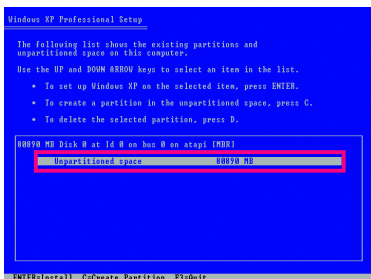 Windows XP Professional Setup
The following list shows the existing partitions and
unpartitioned space on this computer.
Use the UP and DOWN ARROW keys to select an item in the list.
• To set up Windows XP on the selected item, press ENTER.
• To create a partition in the unpartitioned space, press C.
• To delete the selected partition, press D.
80890 MB Disk 0 at Id 0 on bus 0 on atapi [MBR]
Unpartitioned space 80890 MB
ENTER=Install C=Create Partition F3=Quit